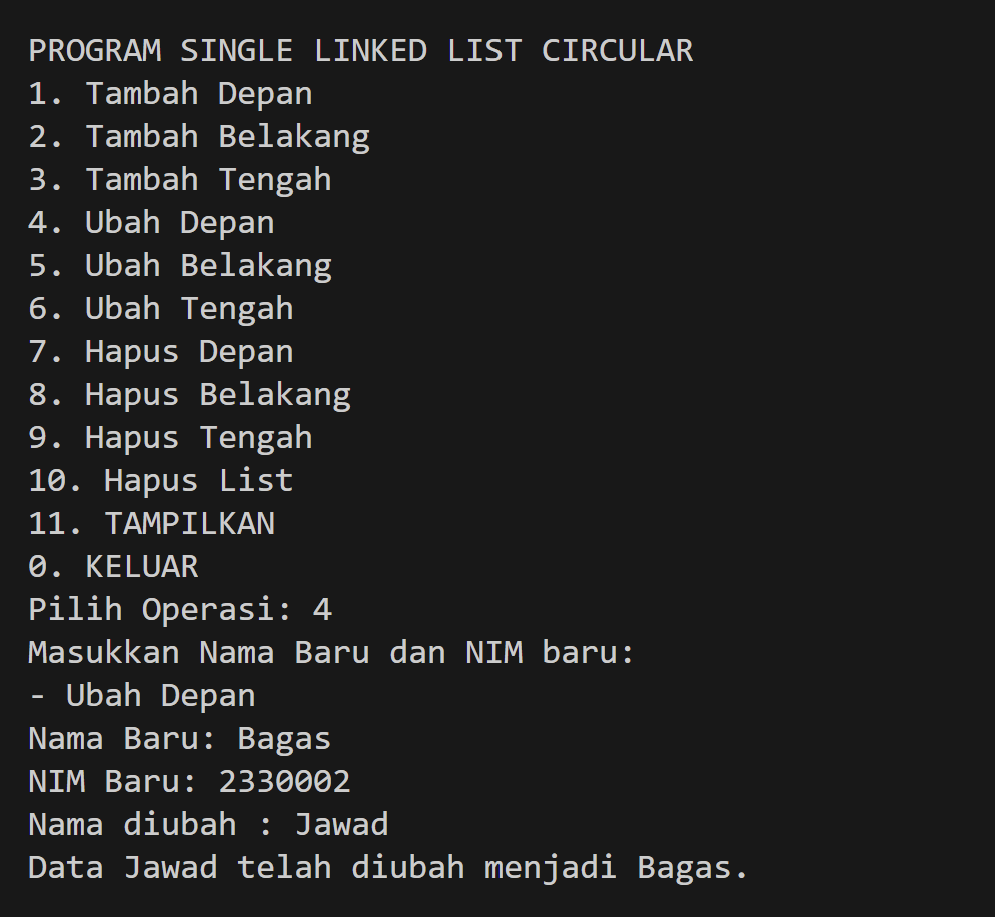 PROGRAM SINGLE LINKED LIST CIRCULAR
1. Tambah Depan
2. Tambah Belakang
3. Tambah Tengah
4. Ubah Depan
5. Ubah Belakang
6. Ubah Tengah
7. Hapus Depan
8. Hapus Belakang
9. Hapus Tengah
10. Hapus List
11. TAMPILKAN
0. KELUAR
Pilih Operasi: 4
Masukkan Nama Baru dan NIM baru:
- Ubah Depan
Nama Baru: Bagas
NIM Baru: 2330002
Nama diubah : Jawad
Data Jawad telah diubah menjadi Bagas.